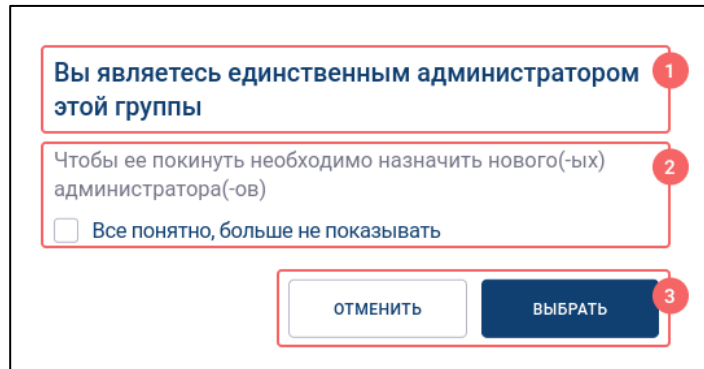 Вы являетесь единственным администратором
этой группы
1
Чтобы ее покинуть необходимо назначить нового(-ых)
администратора(-ов)
2
Все понятно, больше не показывать
ОТМЕНИТЬ
ВЫБРАТЬ
3